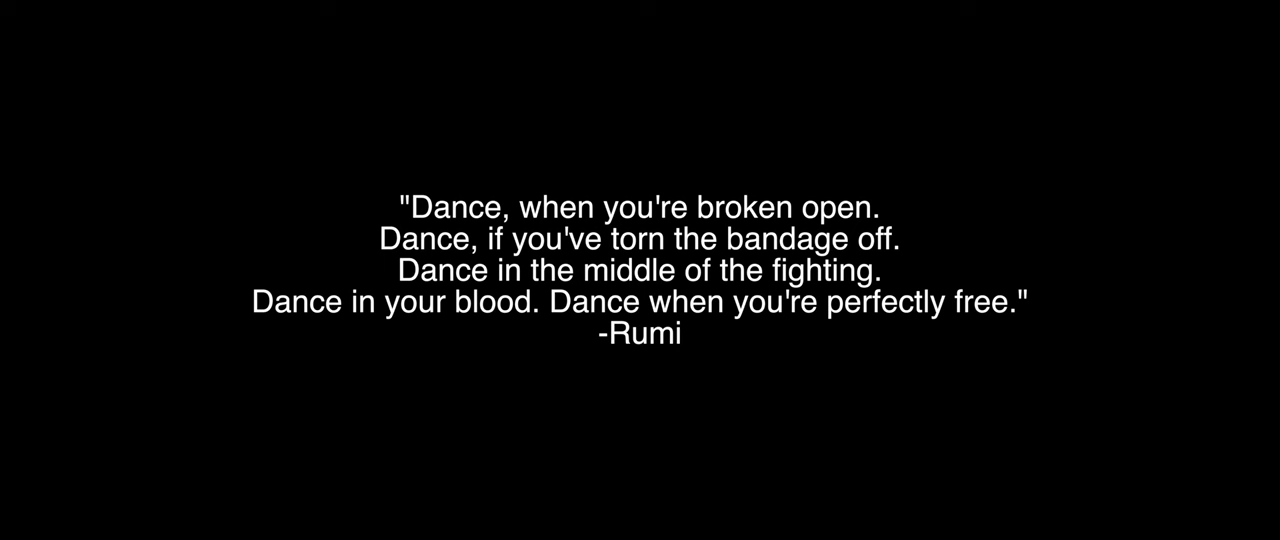 "Dance, when you're broken open.
Dance, if you've torn the bandage off.
Dance in the middle of the fighting.
Dance in your blood. Dance when you're perfectly free."
-Rumi